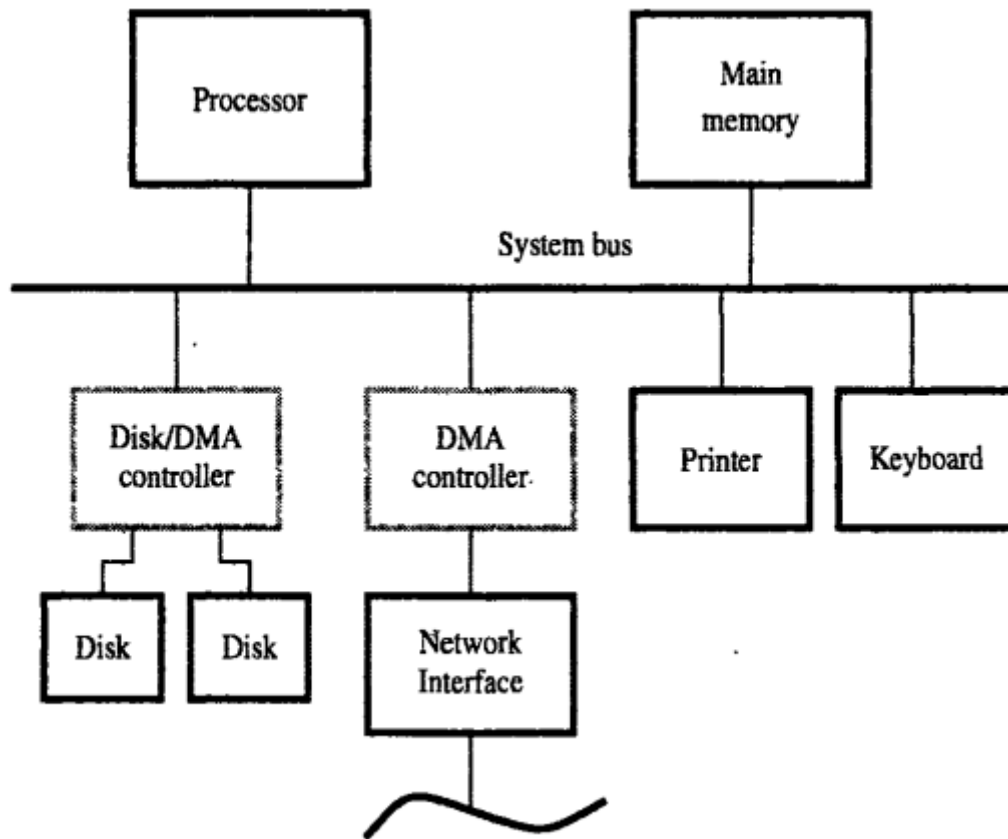 Processor
Main
memory
System bus
Disk/DMA
controller
DMA
controller
Printer
Keyboard
Disk
Disk
Network
Interface